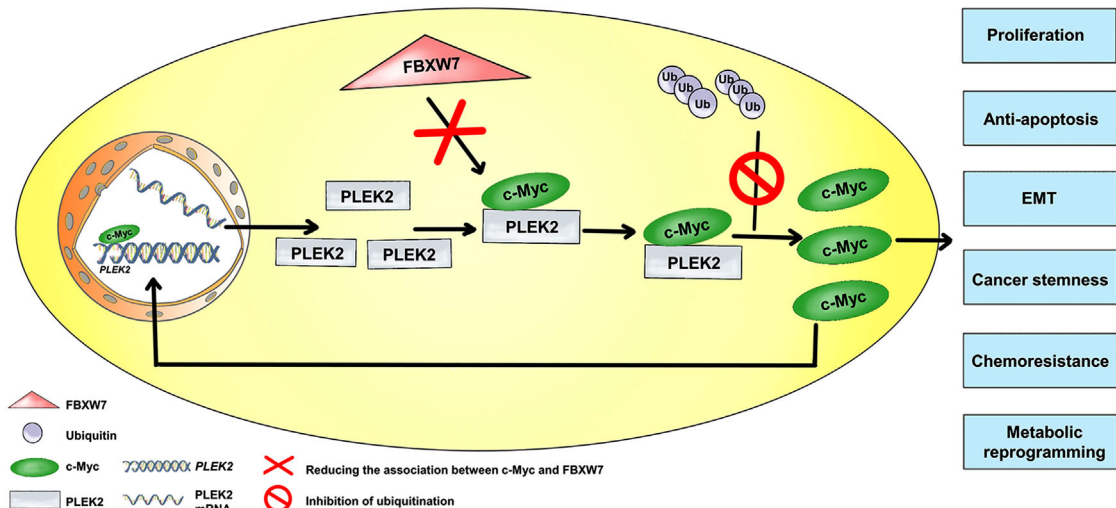 FBXW7
Ub
Ub
Ub
Ub
Ub
Ub
c-Myc
PLEK2
PLEK2
PLEK2
PLEK2
c-Myc
PLEK2
c-Myc
PLEK2
c-Myc
c-Myc
c-Myc
Proliferation
Anti-apoptosis
EMT
Cancer stemness
Chemoresistance
Metabolic
reprogramming
FBXW7
Ubiquitin
c-Myc
PLEK2
Reducing the association between c-Myc and FBXW7
PLEK2
PLEK2
mRNA
Inhibition of ubiquitination